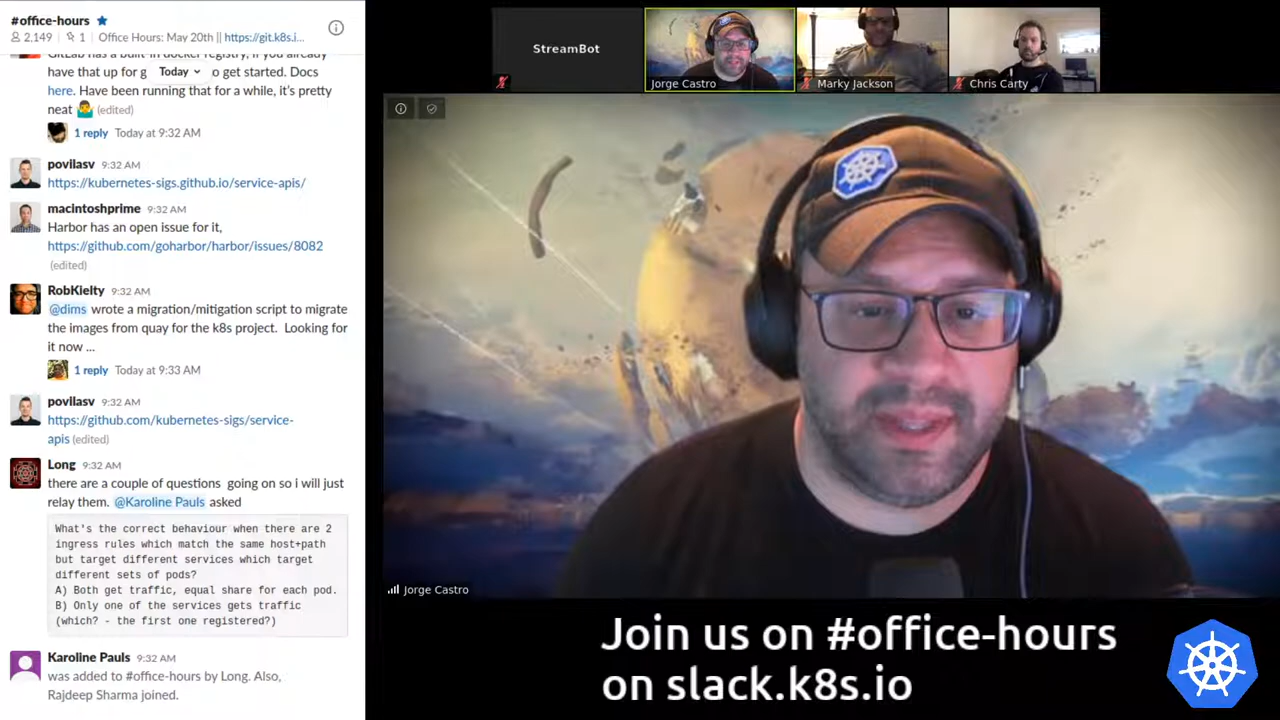 #office-hours
2,149 | 1 | Office Hours: May 20th || https://git.k8s.i...
GitLab has a built-in docker registry, if you already
have that up for g
Today
o get started. Docs
here. Have been running that for a while, it's pretty
neat (edited)
1 reply Today at 9:32 AM
povilasv 9:32 AM
https://kubernetes-sigs.github.io/service-apis/
macintoshprime 9:32 AM
Harbor has an open issue for it,
https://github.com/goharbor/harbor/issues/8082
(edited)
RobKielty 9:32 AM
@dims wrote a migration/mitigation script to migrate
the images from quay for the k8s project. Looking for
it now ...
1 reply Today at 9:33 AM
povilasv 9:32 AM
https://github.com/kubernetes-sigs/service-
apis (edited)
Long 9:32 AM
there are a couple of questions going on so i will just
relay them. @Karoline Pauls asked
What's the correct behaviour when there are 2
ingress rules which match the same host+path
but target different services which target
different sets of pods?
A) Both get traffic, equal share for each pod.
B) Only one of the services gets traffic
(which? - the first one registered?)
Karoline Pauls 9:32 AM
was added to #office-hours by Long. Also,
Rajdeep Sharma joined.
StreamBot
Jorge Castro
Marky Jackson
Chris Carty
Jorge Castro
Join us on #office-hours
on slack.k8s.io